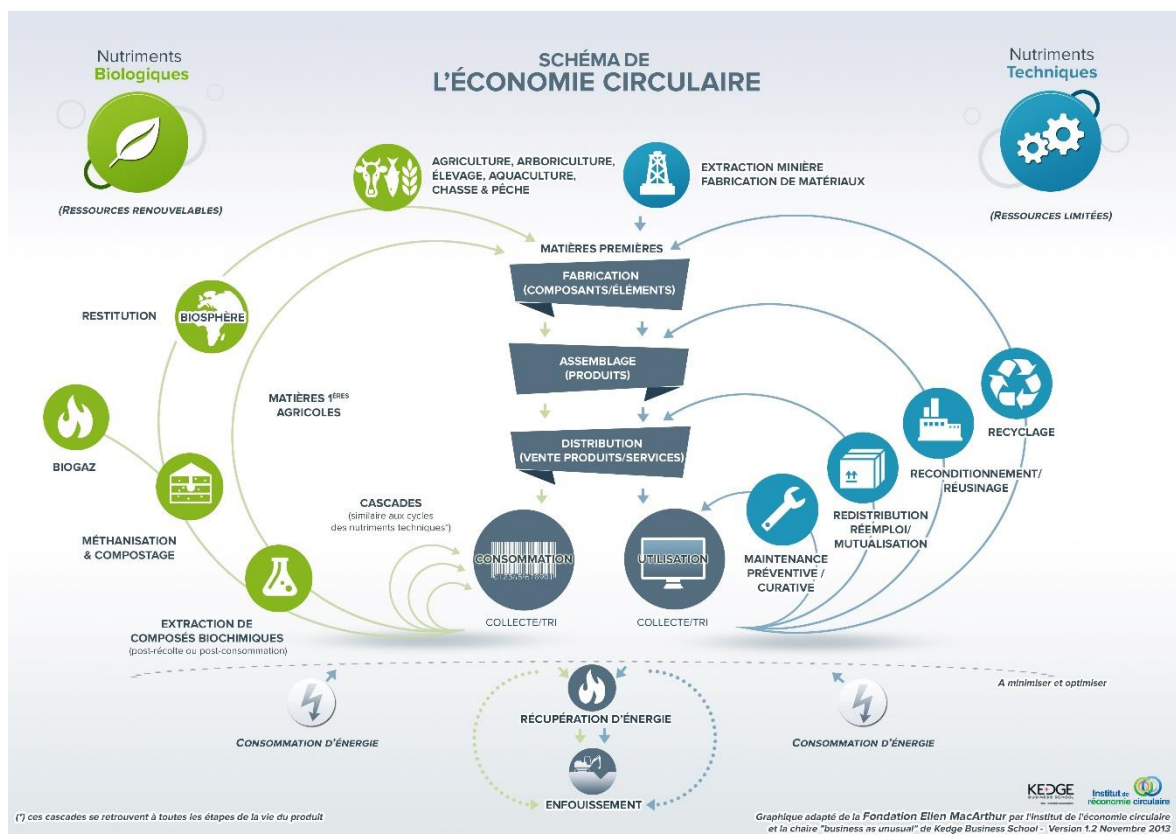 Nutriments
Biologiques
(RESSOURCES RENOUVELABLES)
SCHÉMA DE
L'ÉCONOMIE CIRCULAIRE
Nutriments
Techniques
(RESSOURCES LIMITÉES)
AGRICULTURE, ARBORICULTURE,
ÉLEVAGE, AQUACULTURE,
CHASSE & PÊCHE
EXTRACTION MINIÈRE
FABRICATION DE MATÉRIAUX
MATIÈRES PREMIÈRES
FABRICATION
(COMPOSANTS/ÉLÉMENTS)
ASSEMBLAGE
(PRODUITS)
DISTRIBUTION
(VENTE PRODUITS/SERVICES)
RESTITUTION
BIOSPHÈRE
MATIÈRES 1ÈRES
AGRICOLES
BIOGAZ
MÉTHANISATION
& COMPOSTAGE
EXTRACTION DE
COMPOSÉS BIOCHIMIQUES
(post-récolte ou post-consommation)
CASCADES
(similaire aux cycles
des nutriments techniques*)
CONSOMMATION
COLLECTE/TRI
UTILISATION
COLLECTE/TRI
MAINTENANCE
PRÉVENTIVE /
CURATIVE
REDISTRIBUTION
RÉEMPLOI/
MUTUALISATION
RECONDITIONNEMENT/
RÉUSINAGE
RECYCLAGE
A minimiser et optimiser
CONSOMMATION D'ÉNERGIE
RÉCUPÉRATION D'ÉNERGIE
CONSOMMATION D'ÉNERGIE
ENFOUISSEMENT
KEDGE
BUSINESS SCHOOL
Institut de
l'économie circulaire
(*) ces cascades se retrouvent à toutes les étapes de la vie du produit
Graphique adapté de la Fondation Ellen MacArthur par l'Institut de l'économie circulaire
et la chaire "business as unusual" de Kedge Business School - Version 1.2 Novembre 2013